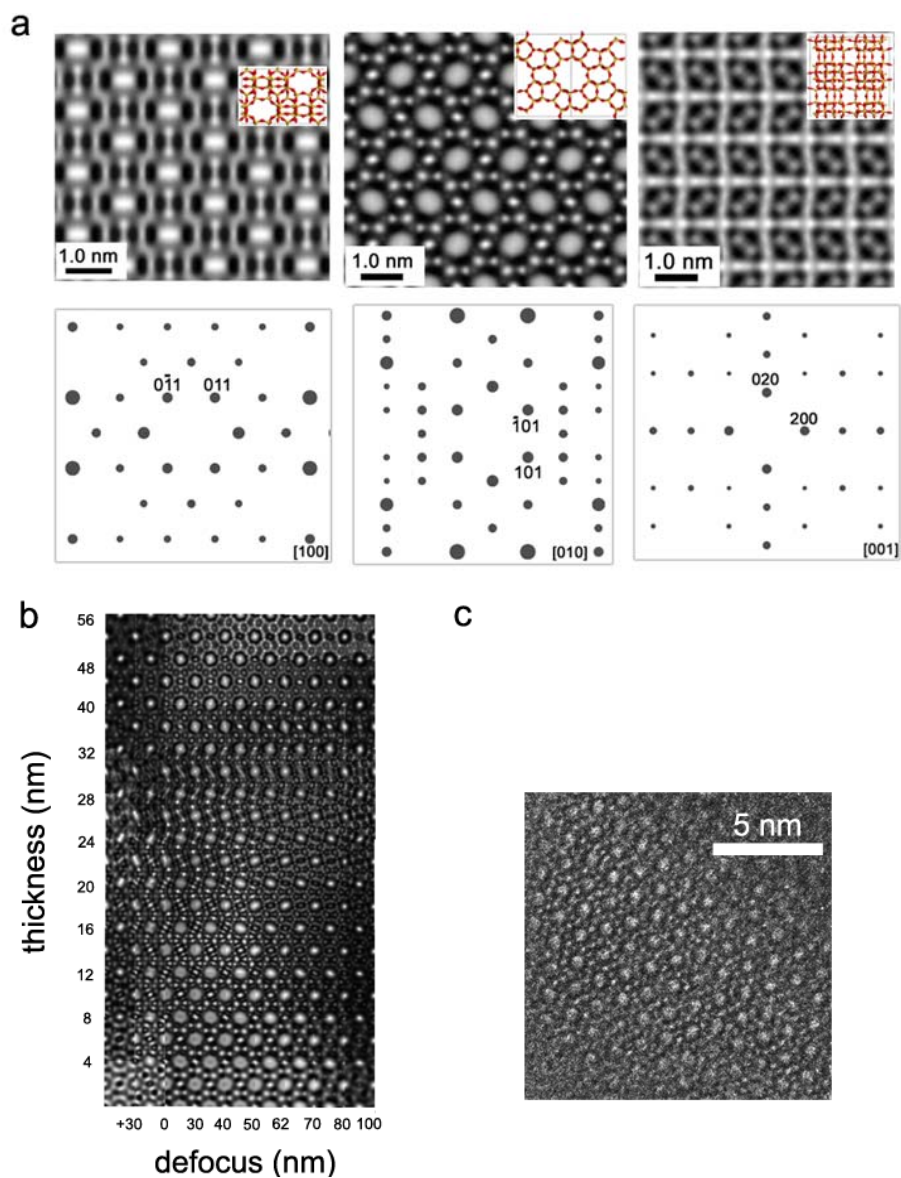 a
1.0 nm
1.0 nm
1.0 nm
01̄1 011
[100]
1̄01
101
[010]
020
200
[001]
b
56
48
40
32
28
24
20
16
12
8
4
thickness (nm)
+30 0 30 40 50 62 70 80 100
defocus (nm)
c
5 nm